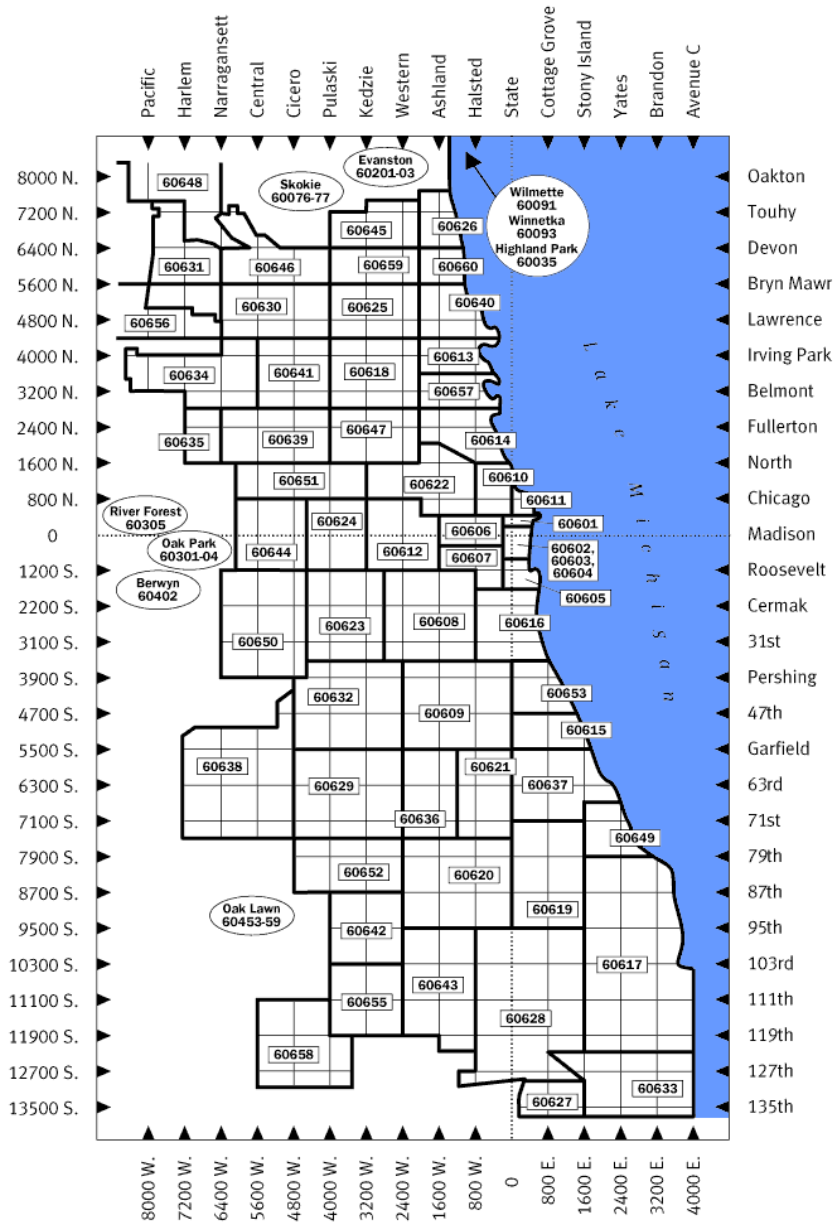 Pacific
Harlem
Narragansett
Central
Cicero
Pulaski
Kedzie
Western
Ashland
Halsted
State
Cottage Grove
Stony Island
Yates
Brandon
Avenue C
8000 N.
7200 N.
6400 N.
5600 N.
4800 N.
4000 N.
3200 N.
2400 N.
1600 N.
800 N.
0
1200 S.
2200 S.
3100 S.
3900 S.
4700 S.
5500 S.
6300 S.
7100 S.
7900 S.
8700 S.
9500 S.
10300 S.
11100 S.
11900 S.
12700 S.
13500 S.
Evanston
60201-03
Skokie
60076-77
Wilmette
60091
Winnetka
60093
Highland Park
60035
60648
60645
60626
60631
60646
60659
60660
60630
60625
60640
60656
60613
60634
60641
60618
60657
60635
60639
60647
60614
60651
60622
60610
60611
River Forest
60305
Oak Park
60301-04
Berwyn
60402
60624
60606
60601
60644
60612
60607
60602,
60603,
60604
60605
60650
60623
60608
60616
60632
60609
60653
60615
60638
60629
60621
60637
60636
60649
60652
60620
Oak Lawn
60453-59
60619
60642
60617
60643
60655
60628
60658
60633
60627
Lake Michigan
Oakton
Touhy
Devon
Bryn Mawr
Lawrence
Irving Park
Belmont
Fullerton
North
Chicago
Madison
Roosevelt
Cermak
31st
Pershing
47th
Garfield
63rd
71st
79th
87th
95th
103rd
111th
119th
127th
135th
8000 W.
7200 W.
6400 W.
5600 W.
4800 W.
4000 W.
3200 W.
2400 W.
1600 W.
800 W.
0
800 E.
1600 E.
2400 E.
3200 E.
4000 E.